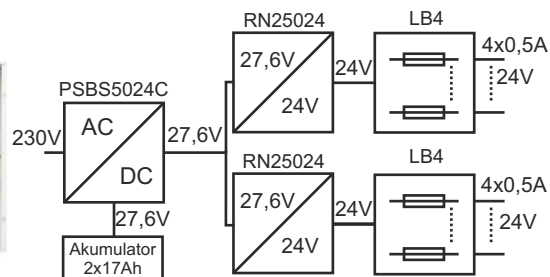 RN25024
LB4
27,6V
24V
24V
4x0,5A
24V
PSBS5024C
230V
AC
DC
27,6V
27,6V
Akumulator
2x17Ah
RN25024
LB4
27,6V
24V
24V
4x0,5A
24V